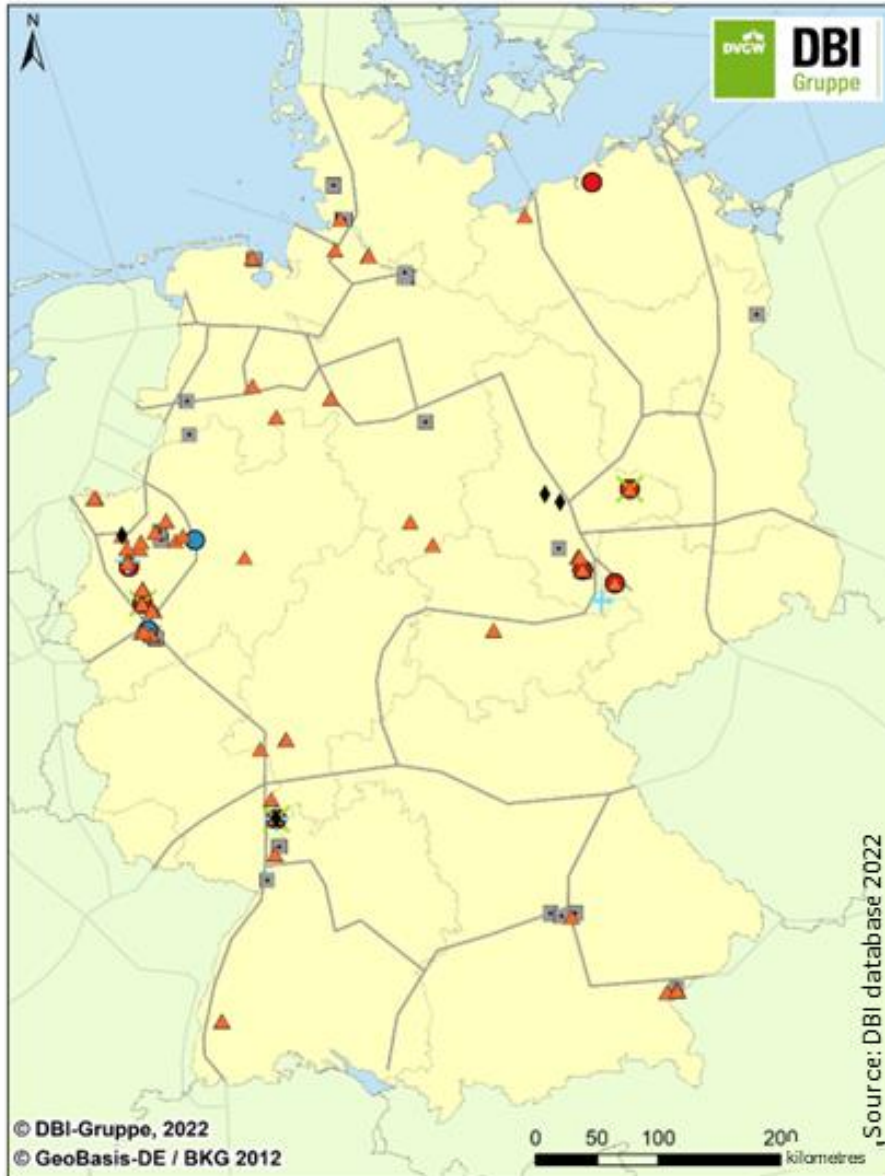 N
DVGW
DBI
Gruppe
Source: DBI database 2022
© DBI-Gruppe, 2022
© GeoBasis-DE / BKG 2012
0 50 100 200
kilometres